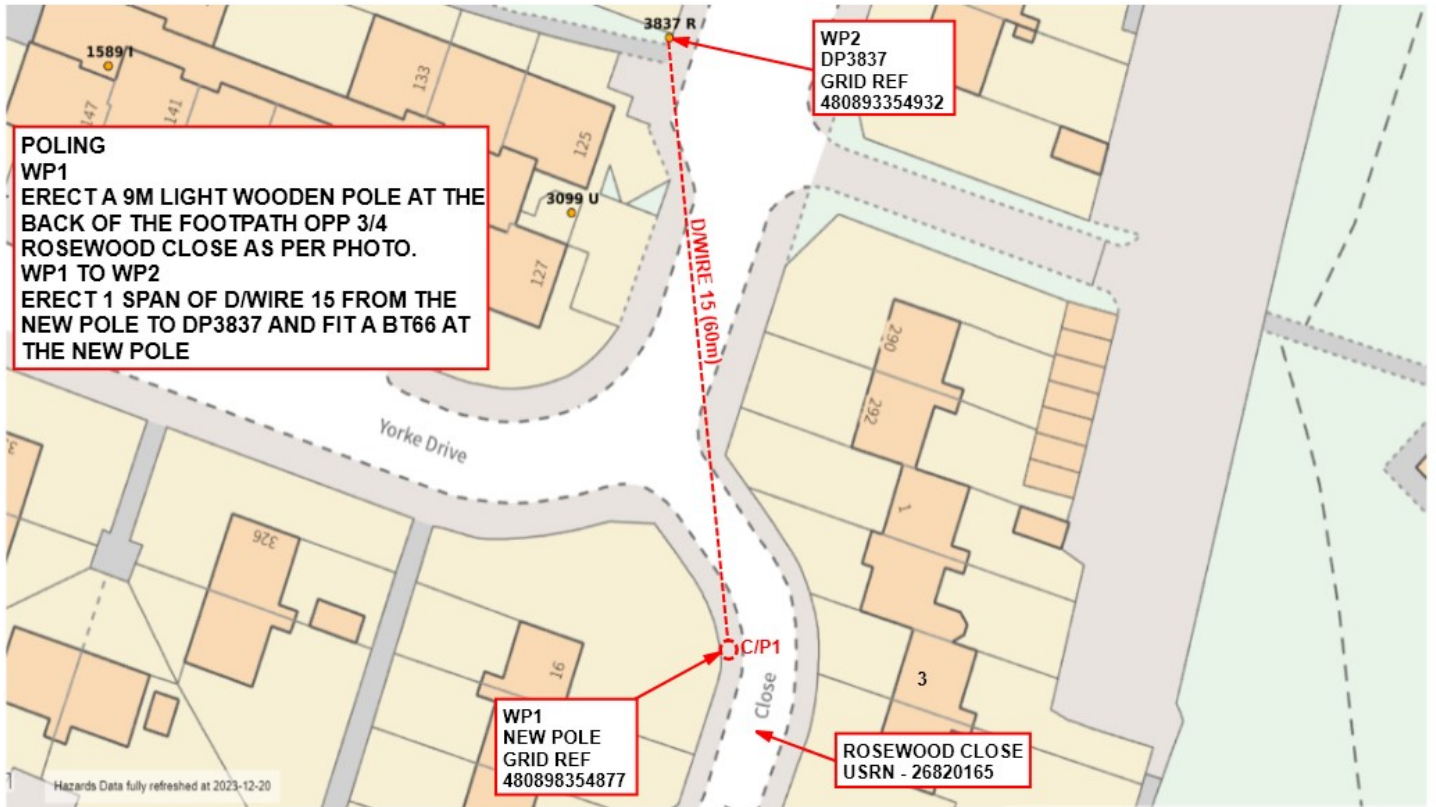 3837 R
WP2
DP3837
GRID REF
480893354932
1589 I
133
147
141
125
POLING
WP1
ERECT A 9M LIGHT WOODEN POLE AT THE
BACK OF THE FOOTPATH OPP 3/4
ROSEWOOD CLOSE AS PER PHOTO.
WP1 TO WP2
ERECT 1 SPAN OF D/WIRE 15 FROM THE
NEW POLE TO DP3837 AND FIT A BT66 AT
THE NEW POLE
3099 U
127
D/WIRE 15 (60m)
290
292
Yorke Drive
1
326
C/P1
16
3
Close
WP1
NEW POLE
GRID REF
480898354877
ROSEWOOD CLOSE
USRN - 26820165
Hazards Data fully refreshed at 2023-12-20